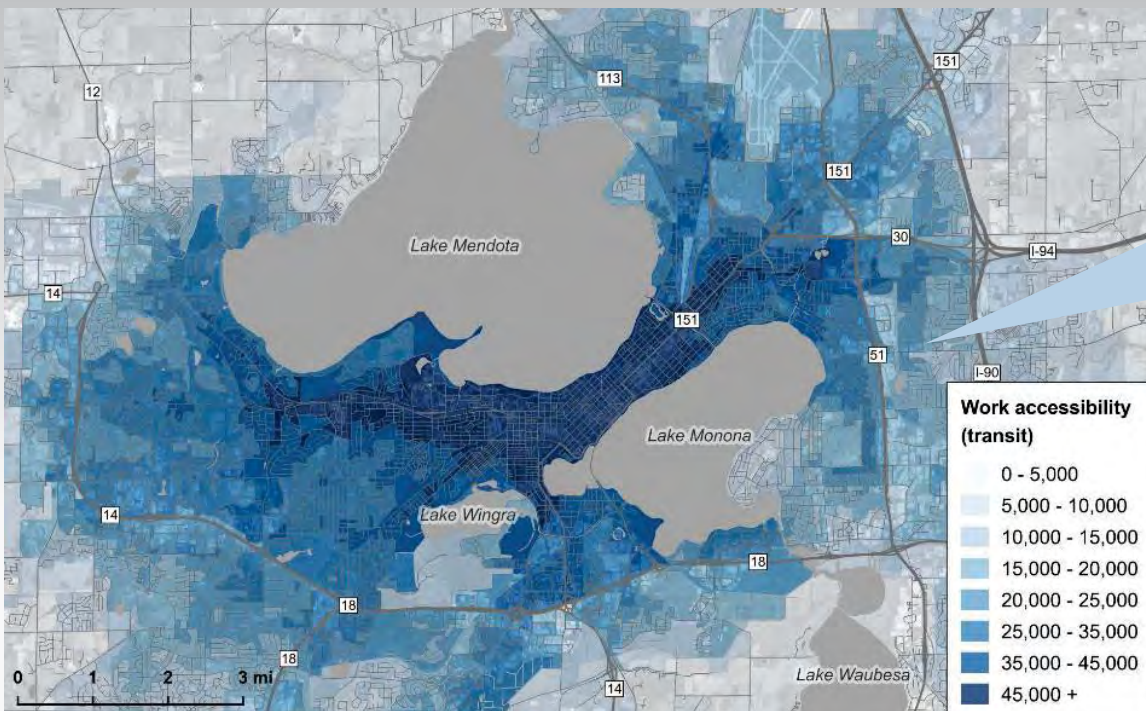 151
113
12
151
151
Lake Mendota
30
I-94
14
151
51
I-90
Lake Monona
Lake Wingra
14
18
18
18
14
Lake Waubesa
0 1 2 3 mi
Work accessibility
(transit)
0 - 5,000
5,000 - 10,000
10,000 - 15,000
15,000 - 20,000
20,000 - 25,000
25,000 - 35,000
35,000 - 45,000
45,000 +